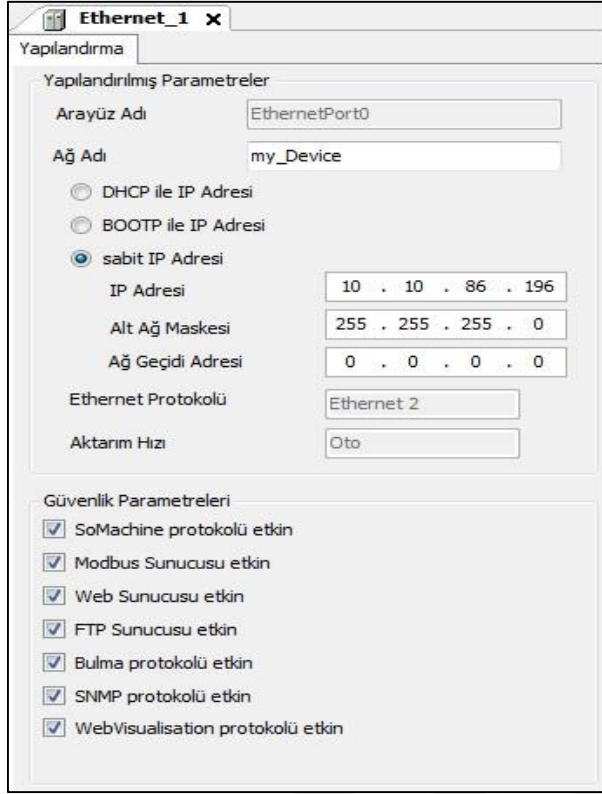 Ethernet_1 x
Yapılandırma
Yapılandırılmış Parametreler
Arayüz Adı EthernetPort0
Ağ Adı my_Device
DHCP ile IP Adresi
BOOTP ile IP Adresi
sabit IP Adresi
IP Adresi 10 . 10 . 86 . 196
Alt Ağ Maskesi 255 . 255 . 255 . 0
Ağ Geçidi Adresi 0 . 0 . 0 . 0
Ethernet Protokolü Ethernet 2
Aktarım Hızı Oto
Güvenlik Parametreleri
SoMachine protokolü etkin
Modbus Sunucusu etkin
Web Sunucusu etkin
FTP Sunucusu etkin
Bulma protokolü etkin
SNMP protokolü etkin
WebVisualisation protokolü etkin